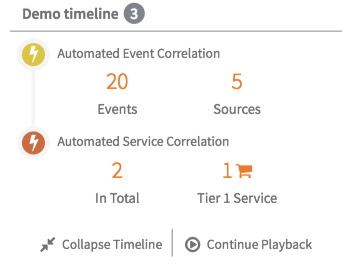 Demo timeline 3
Automated Event Correlation
20 5
Events Sources
Automated Service Correlation
2 1
In Total Tier 1 Service
Collapse Timeline Continue Playback